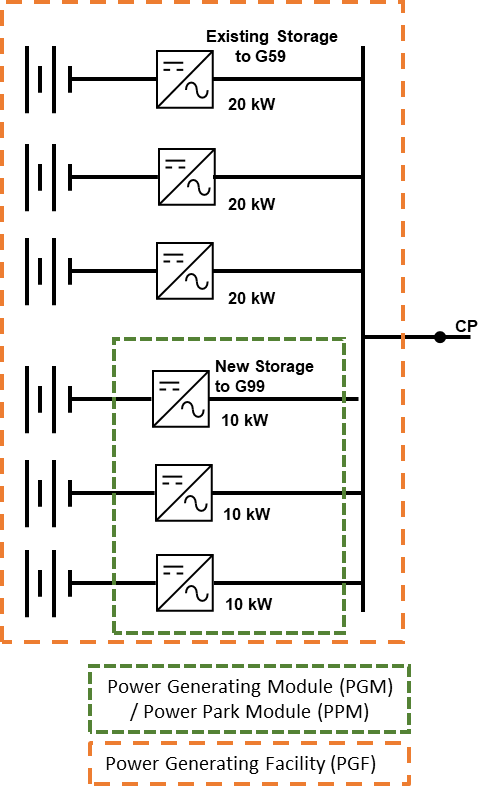 Existing Storage
to G59
20 kW
20 kW
20 kW
CP
New Storage
to G99
10 kW
10 kW
10 kW
Power Generating Module (PGM)
/ Power Park Module (PPM)
Power Generating Facility (PGF)